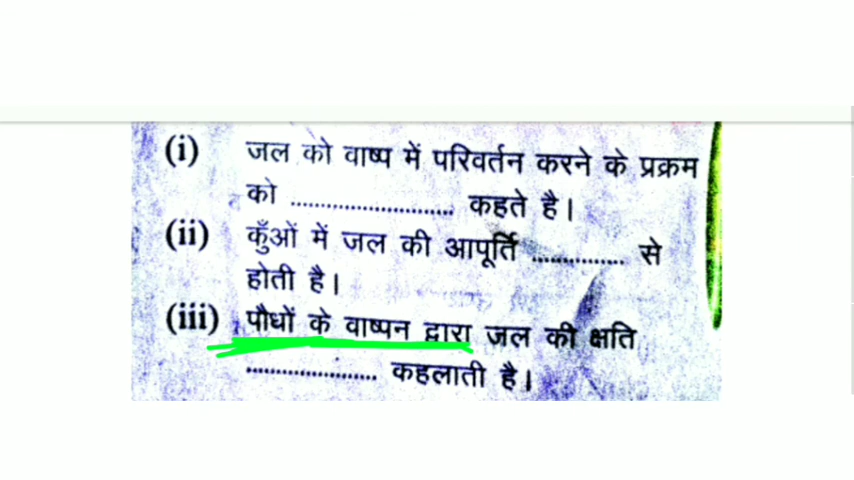 (i) जल को वाष्प में परिवर्तन करने के प्रक्रम
को ........................... कहते है।
(ii) कुँओं में जल की आपूर्ति ............... से
होती है।
(iii) पौधों के वाष्पन द्वारा जल की क्षति
...................... कहलाती है।